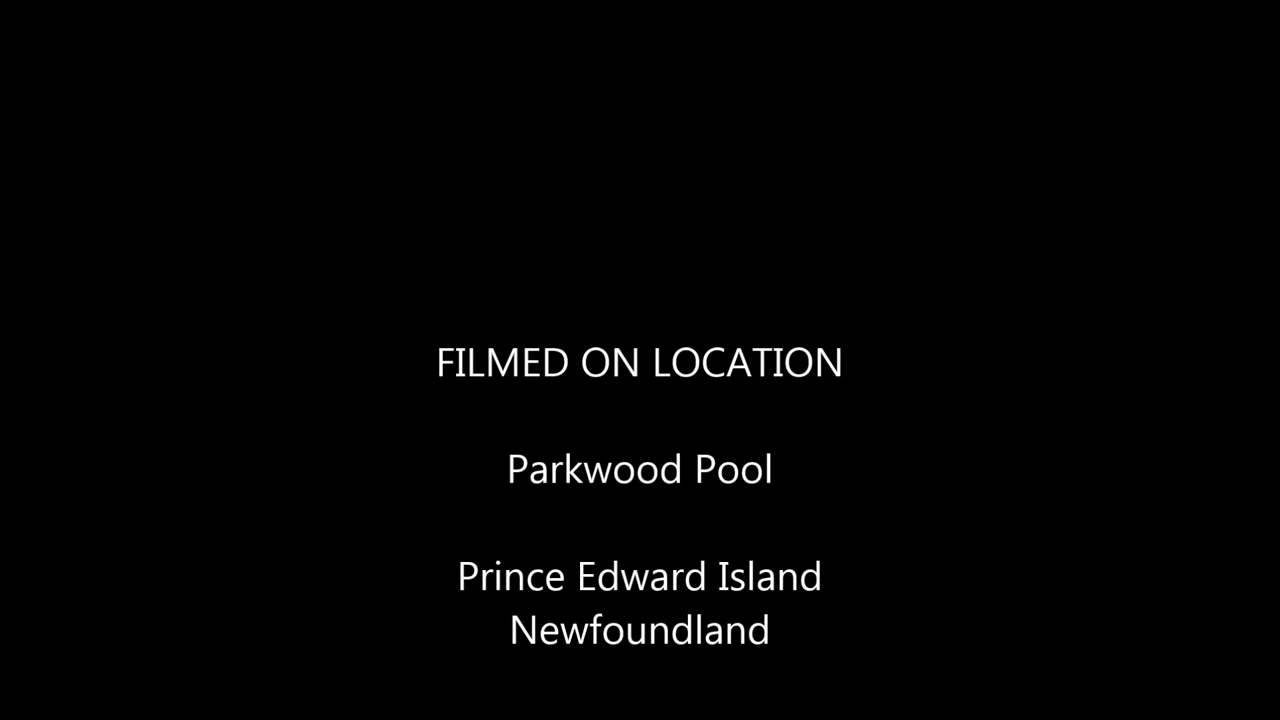 FILMED ON LOCATION
Parkwood Pool
Prince Edward Island
Newfoundland